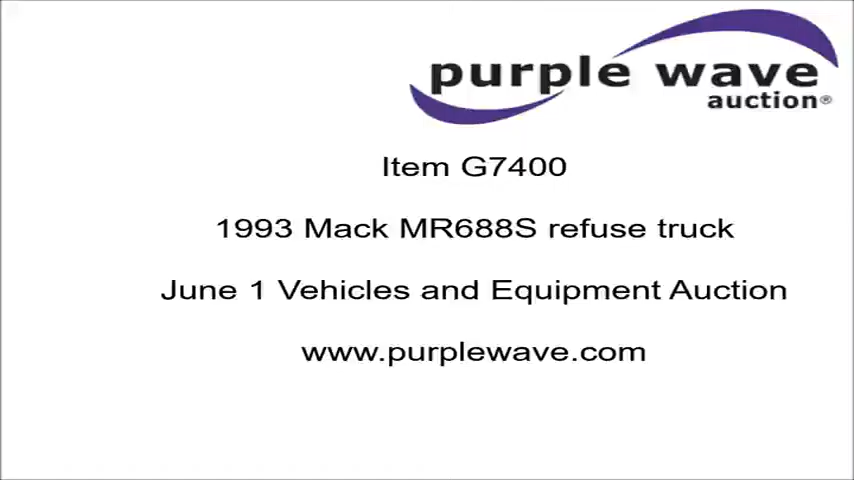 purple wave
auction®
Item G7400
1993 Mack MR688S refuse truck
June 1 Vehicles and Equipment Auction
www.purplewave.com